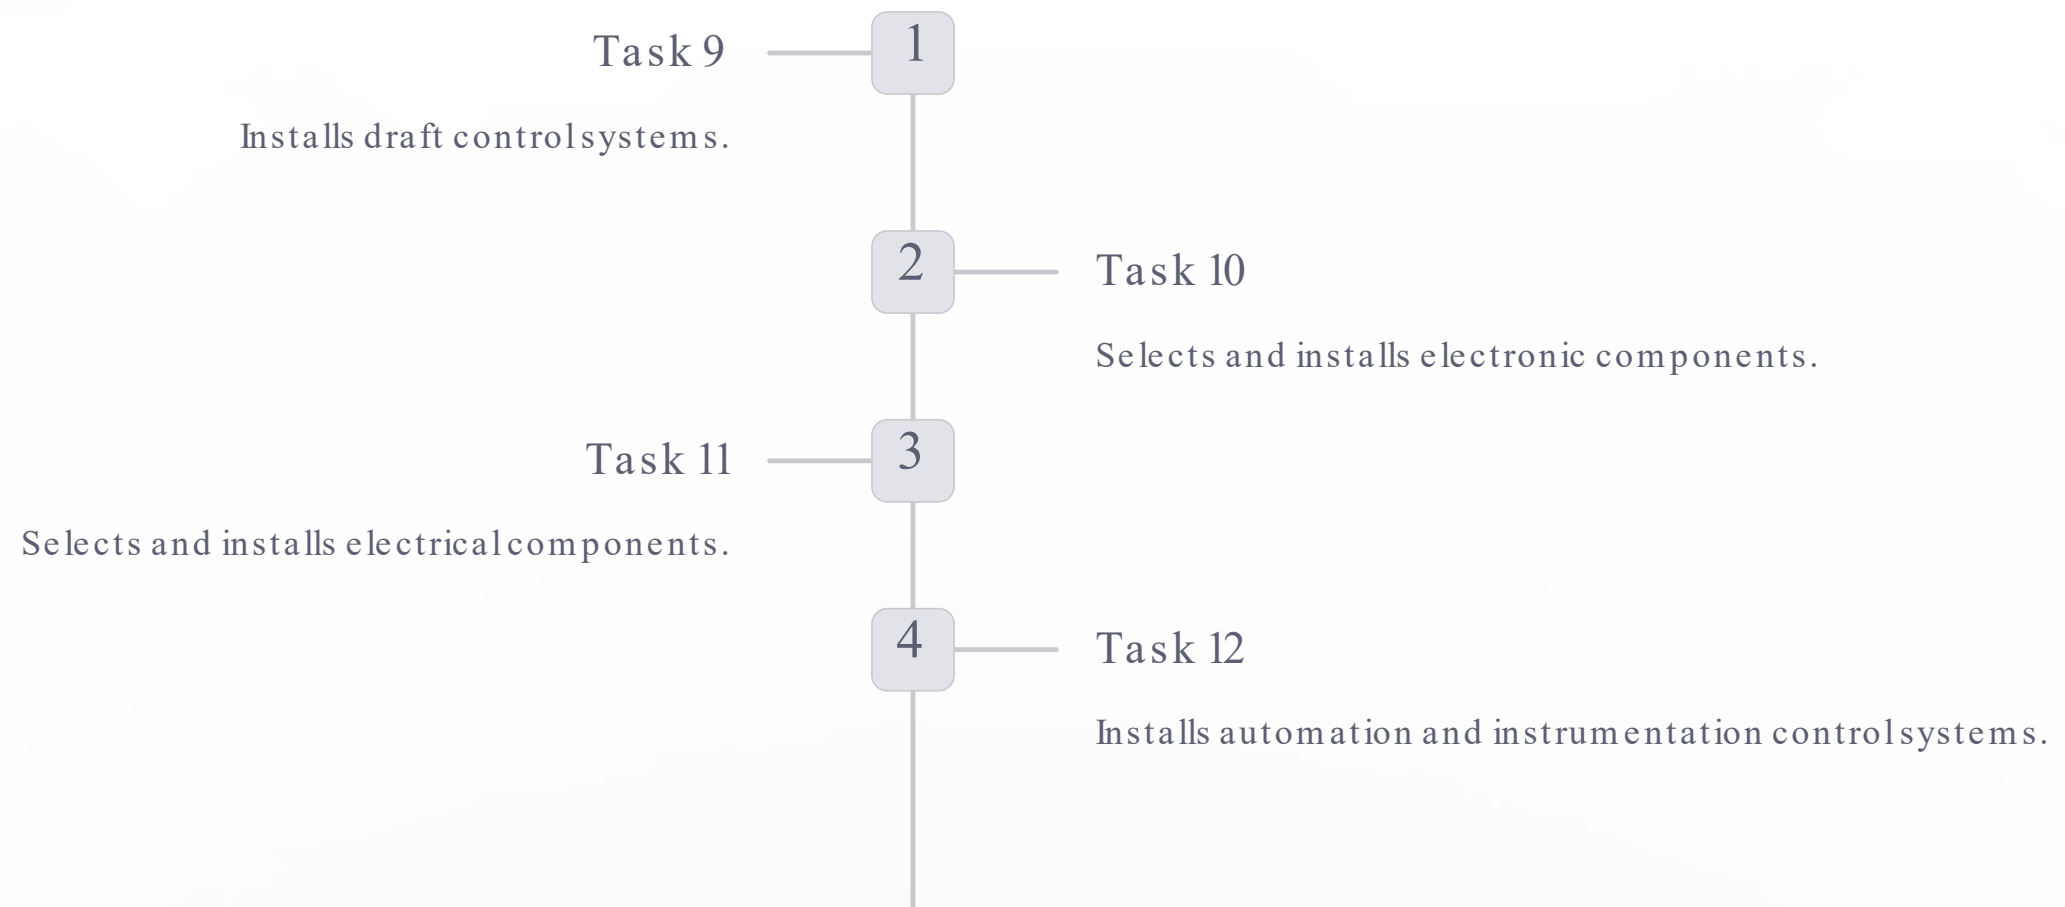 1
Task 9
Installs draft control systems.
2
Task 10
Selects and installs electronic components.
3
Task 11
Selects and installs electrical components.
4
Task 12
Installs automation and instrumentation control systems.